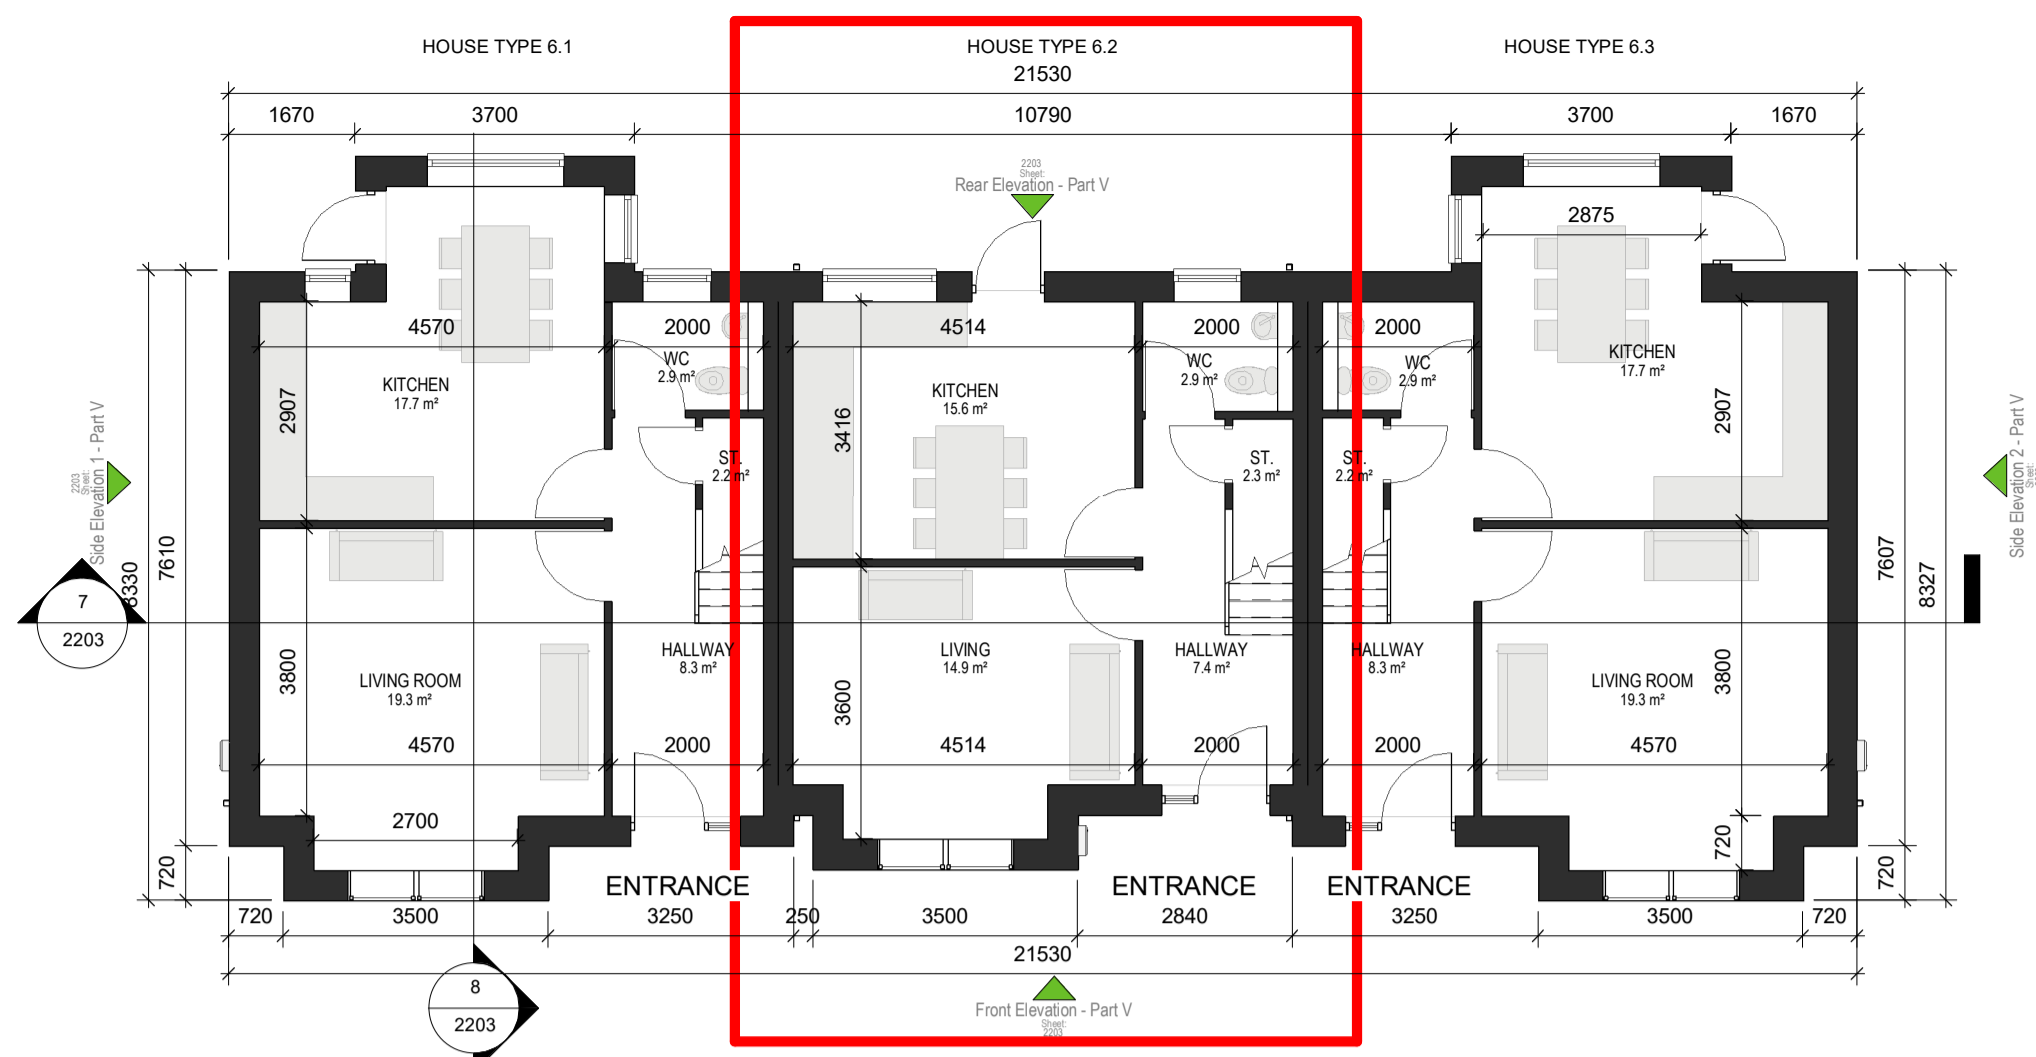 HOUSE TYPE 6.1
HOUSE TYPE 6.2
HOUSE TYPE 6.3
21530
1670
3700
10790
3700
1670
2203
Sheet:
Rear Elevation - Part V
2875
4570
2000
4514
2000
2000
WC
2.9 m²
WC
2.9 m²
WC
2.9 m²
KITCHEN
17.7 m²
KITCHEN
15.6 m²
KITCHEN
17.7 m²
2907
3416
2907
ST.
2.2 m²
ST.
2.3 m²
ST.
2.2 m²
2203
Sheet:
Side Elevation 1 - Part V
Side Elevation 2 - Part V
Sheet:
8330
7610
7607
8327
7
2203
HALLWAY
8.3 m²
LIVING
14.9 m²
HALLWAY
7.4 m²
HALLWAY
8.3 m²
LIVING ROOM
19.3 m²
LIVING ROOM
19.3 m²
3800
3600
3800
4570
2000
4514
2000
2000
4570
2700
720
720
720
ENTRANCE
ENTRANCE
ENTRANCE
720
3500
3250
250
3500
2840
3250
3500
720
21530
8
2203
Front Elevation - Part V
Sheet:
2203